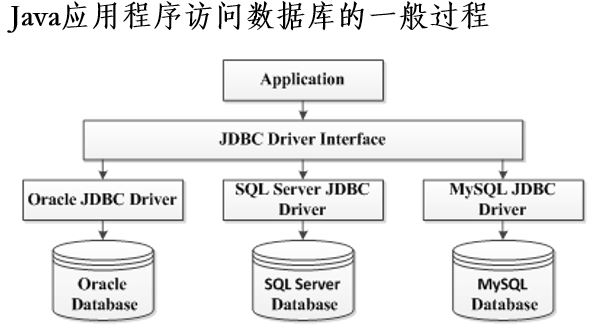 Java应用程序访问数据库的一般过程
Application
JDBC Driver Interface
Oracle JDBC Driver
SQL Server JDBC
Driver
MySQL JDBC
Driver
Oracle
Database
SQL Server
Database
MySQL
Database